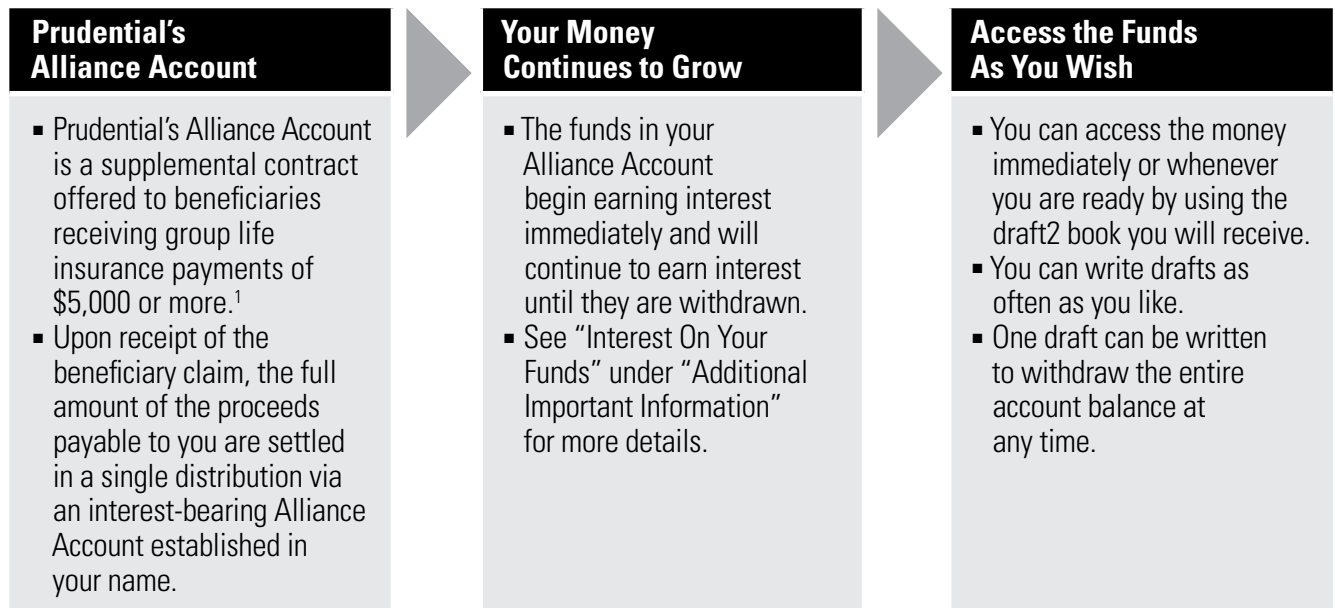 Prudential's
Alliance Account
▪ Prudential's Alliance Account
is a supplemental contract
offered to beneficiaries
receiving group life
insurance payments of
$5,000 or more.1
▪ Upon receipt of the
beneficiary claim, the full
amount of the proceeds
payable to you are settled
in a single distribution via
an interest-bearing Alliance
Account established in
your name.
Your Money
Continues to Grow
▪ The funds in your
Alliance Account
begin earning interest
immediately and will
continue to earn interest
until they are withdrawn.
▪ See “Interest On Your
Funds” under “Additional
Important Information”
for more details.
Access the Funds
As You Wish
▪ You can access the money
immediately or whenever
you are ready by using the
draft2 book you will receive.
▪ You can write drafts as
often as you like.
▪ One draft can be written
to withdraw the entire
account balance at
any time.